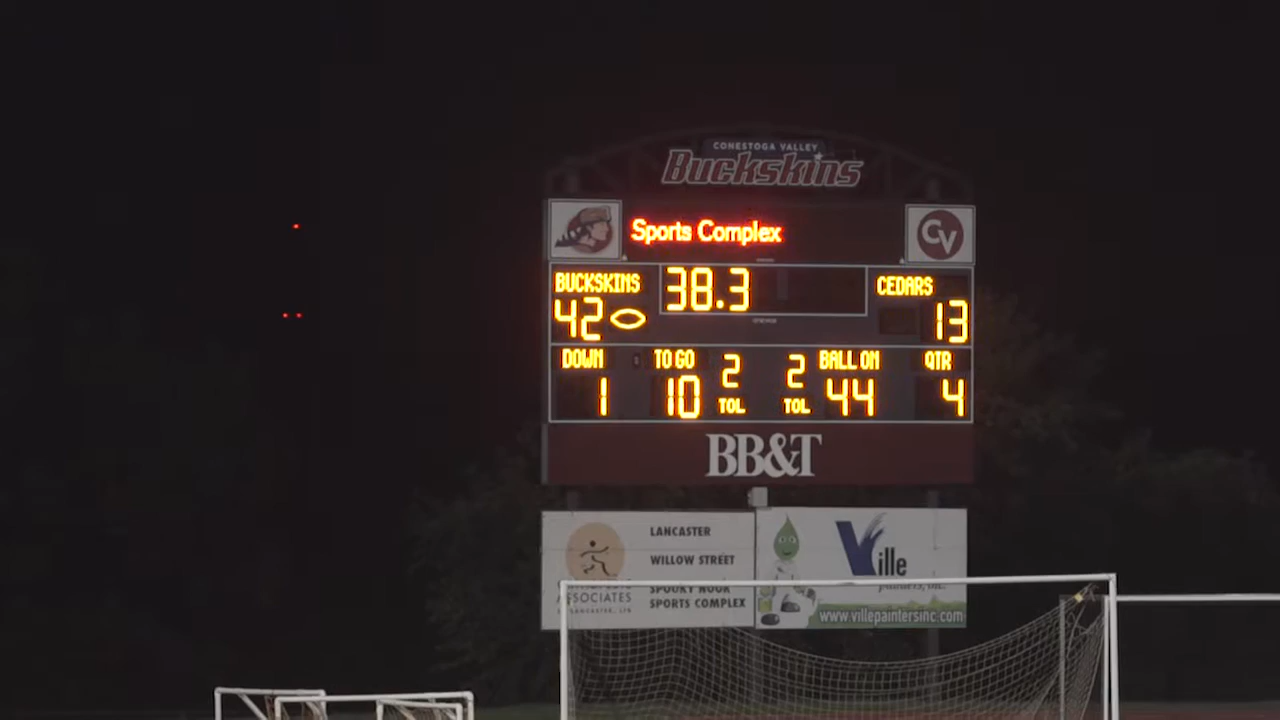 CONESTOGA VALLEY
Buckskins
Sports Complex
CV
BUCKSKINS
38.3
CEDARS
42
13
DOWN
TO GO
2
2
BALL ON
QTR
1
10
TOL
TOL
44
4
BB&T
LANCASTER
WILLOW STREET
SPOOKY NOOK
SPORTS COMPLEX
ASSOCIATES
Ville
www.villepaintersinc.com